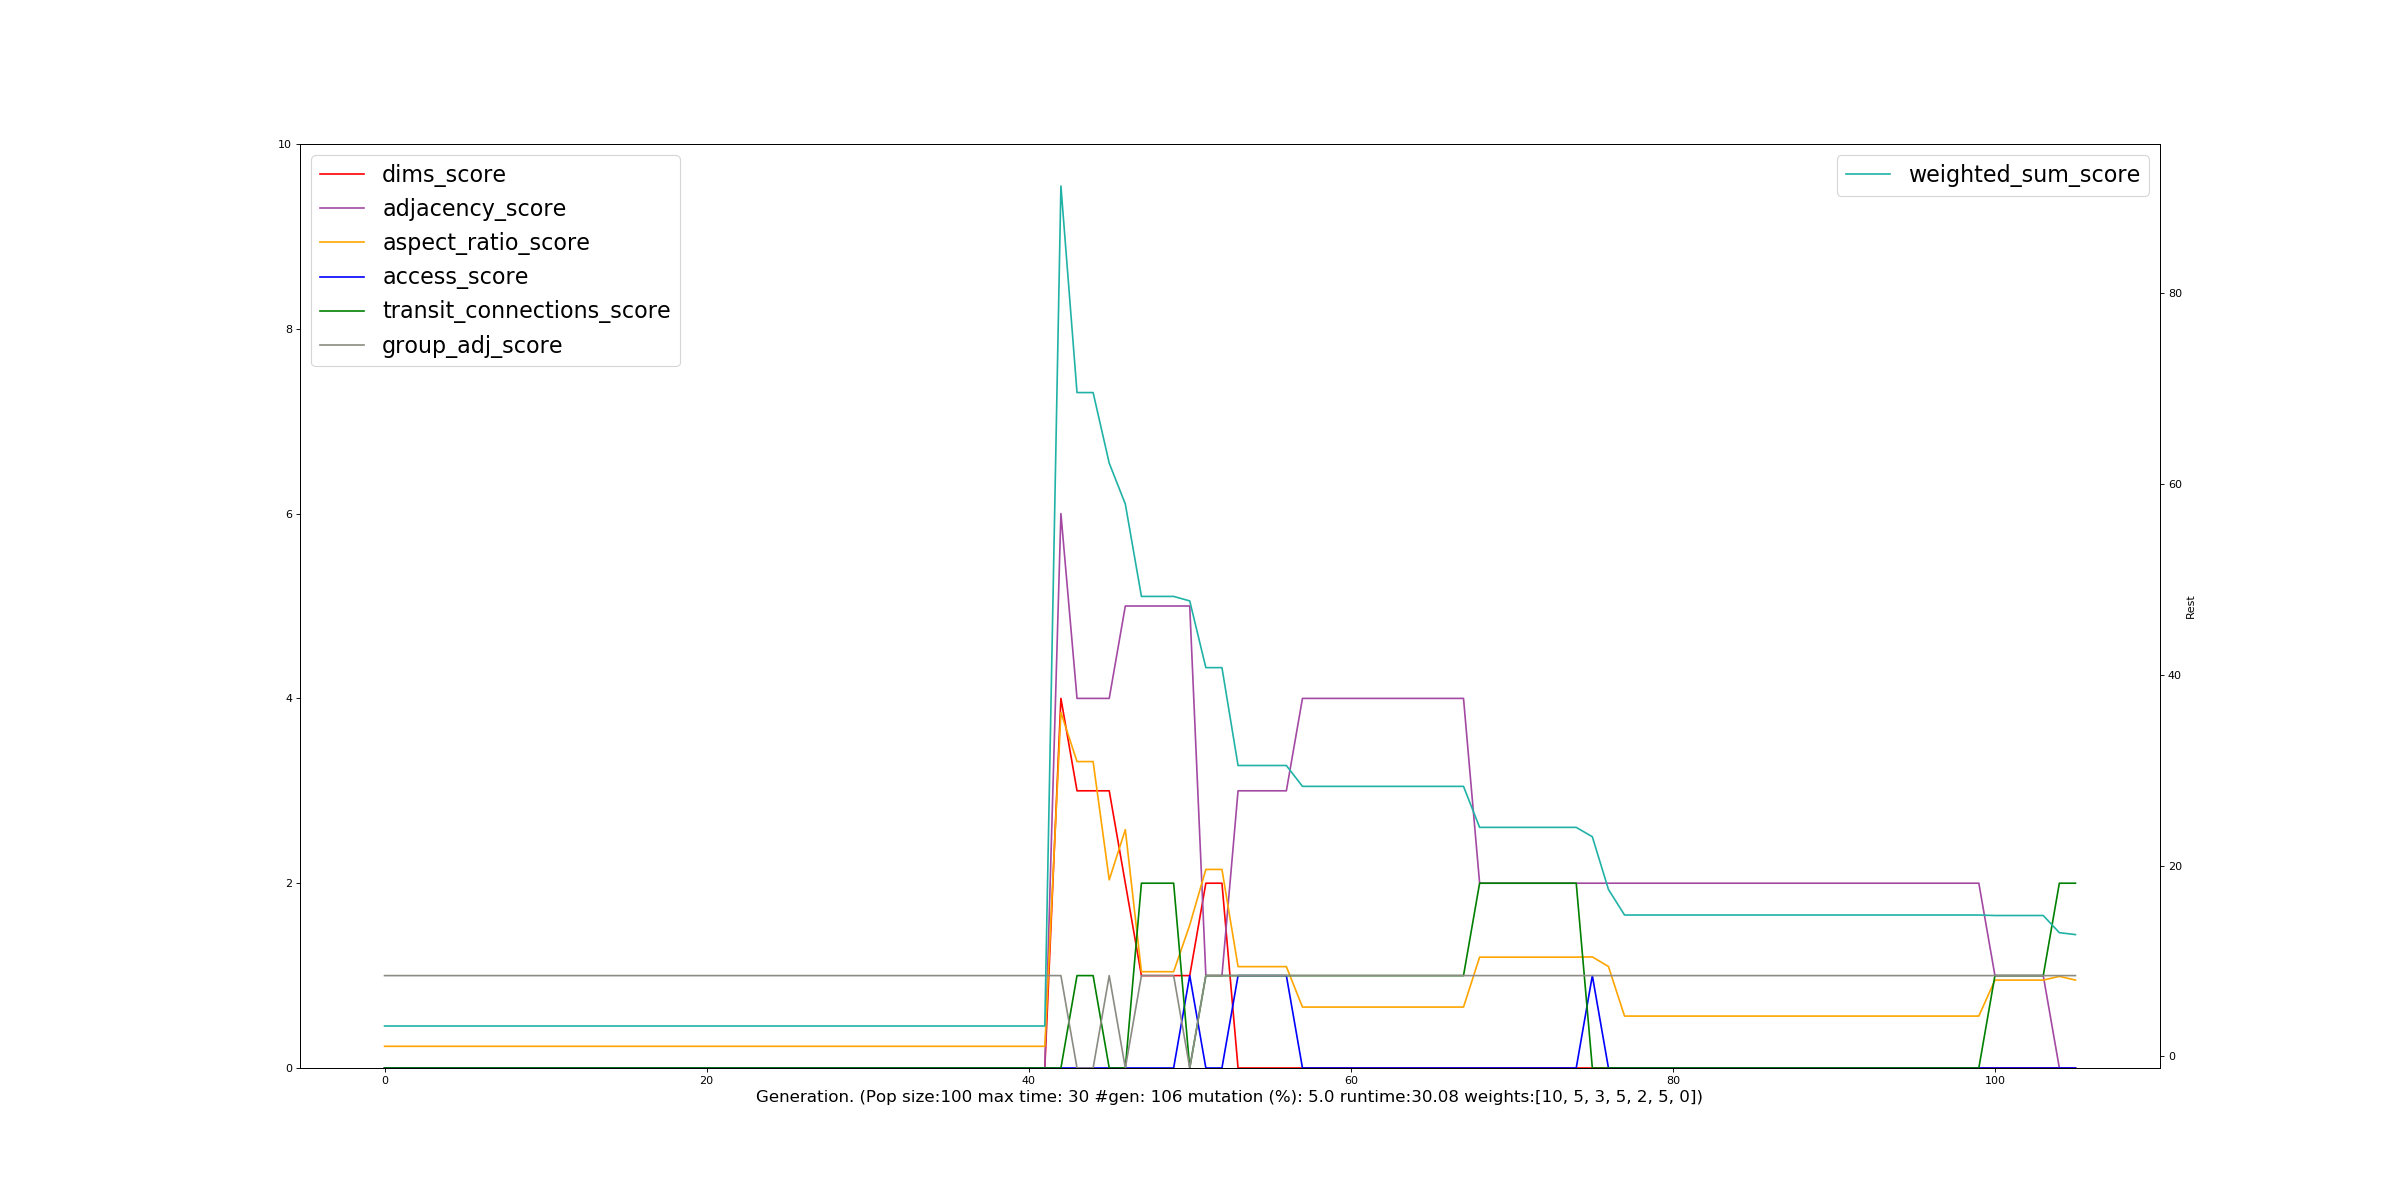 10
8
6
4
2
0
dims_score
adjacency_score
aspect_ratio_score
access_score
transit_connections_score
group_adj_score
weighted_sum_score
80
60
40
20
0
Rest
0 20 40 60 80 100
Generation. (Pop size:100 max time: 30 #gen: 106 mutation (%): 5.0 runtime:30.08 weights:[10, 5, 3, 5, 2, 5, 0])